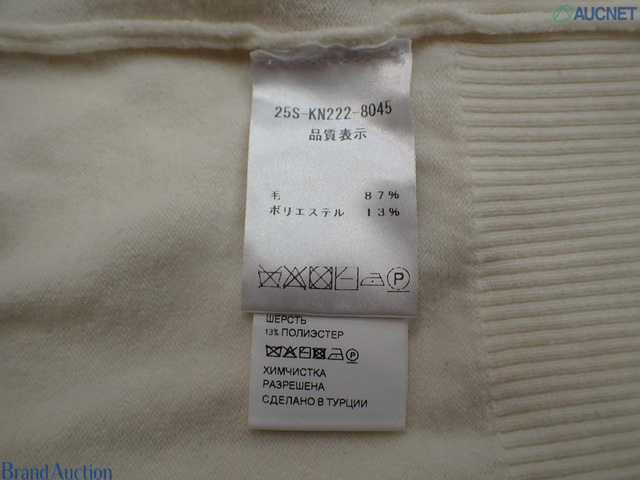 AUCNET
25S-KN222-8045
品質表示
毛 87%
ポリエステル 13%
P
ШЕРСТЬ
13% ПОЛИЭСТЕР
P
ХИМЧИСТКА
РАЗРЕШЕНА
СДЕЛАНО В ТУРЦИИ
Brand Auction